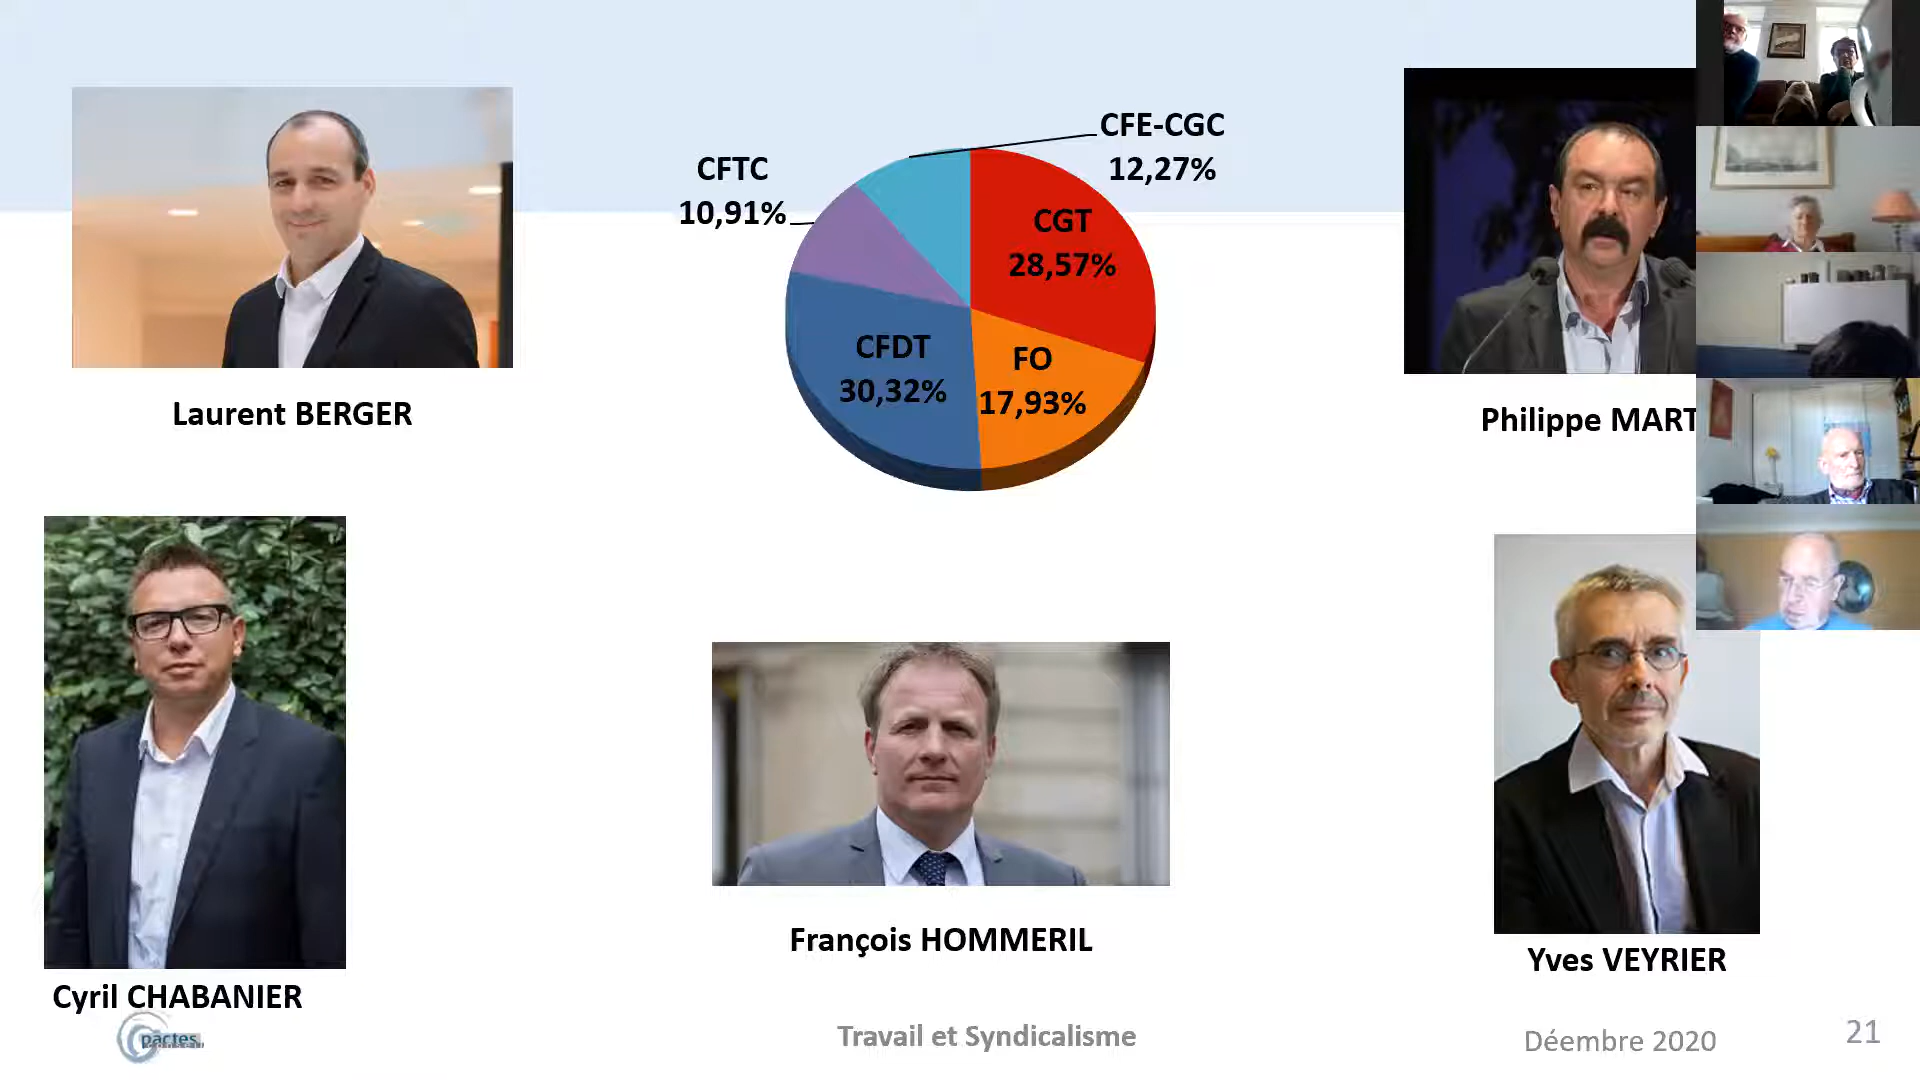 CFE-CGC
12,27%
CFTC
10,91%
CGT
28,57%
CFDT
30,32%
FO
17,93%
Laurent BERGER
Philippe MART
François HOMMERIL
Yves VEYRIER
Cyril CHABANIER
pactes
conseil
Travail et Syndicalisme
Déembre 2020
21